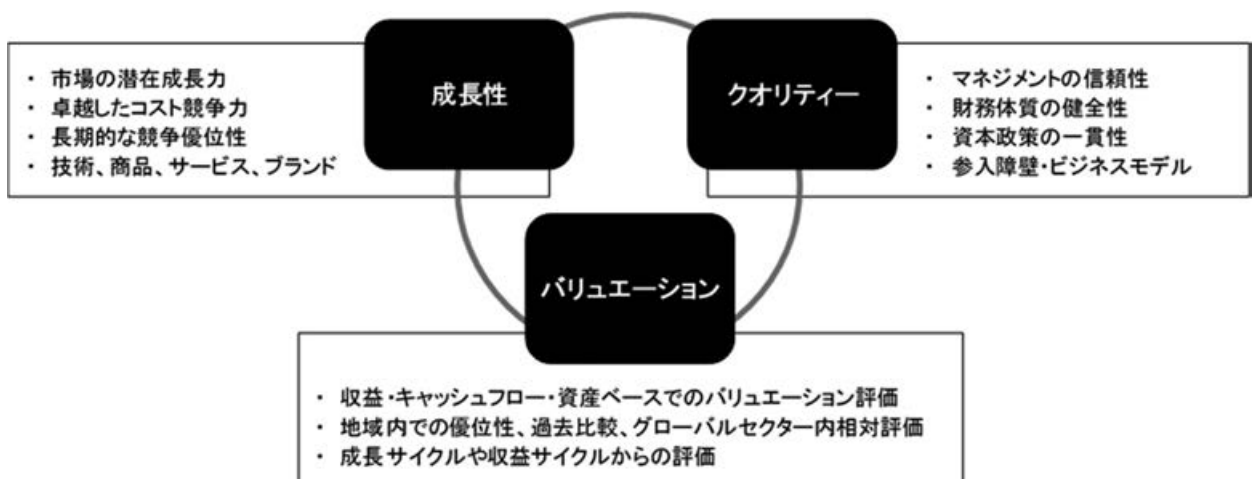 成長性
・ 市場の潜在成長力
・ 卓越したコスト競争力
・ 長期的な競争優位性
・ 技術、商品、サービス、ブランド
クオリティー
・ マネジメントの信頼性
・ 財務体質の健全性
・ 資本政策の一貫性
・ 参入障壁・ビジネスモデル
バリュエーション
・ 収益・キャッシュフロー・資産ベースでのバリュエーション評価
・ 地域内での優位性、過去比較、グローバルセクター内相対評価
・ 成長サイクルや収益サイクルからの評価